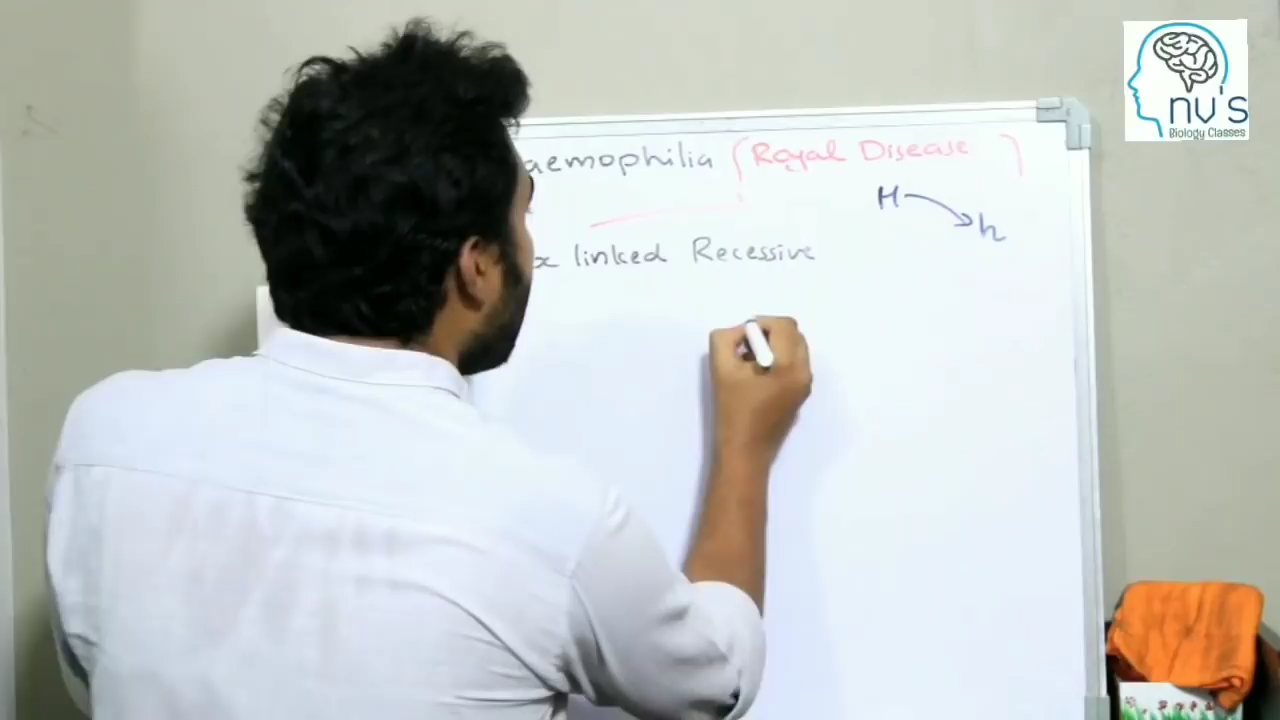 aemophilia (Royal Disease )
H → h
x linked Recessive
nv's
Biology Classes